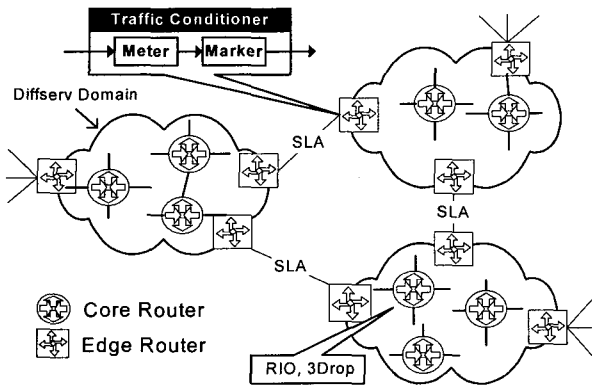 Traffic Conditioner
Meter
Marker
Diffserv Domain
SLA
SLA
SLA
Core Router
Edge Router
RIO, 3Drop